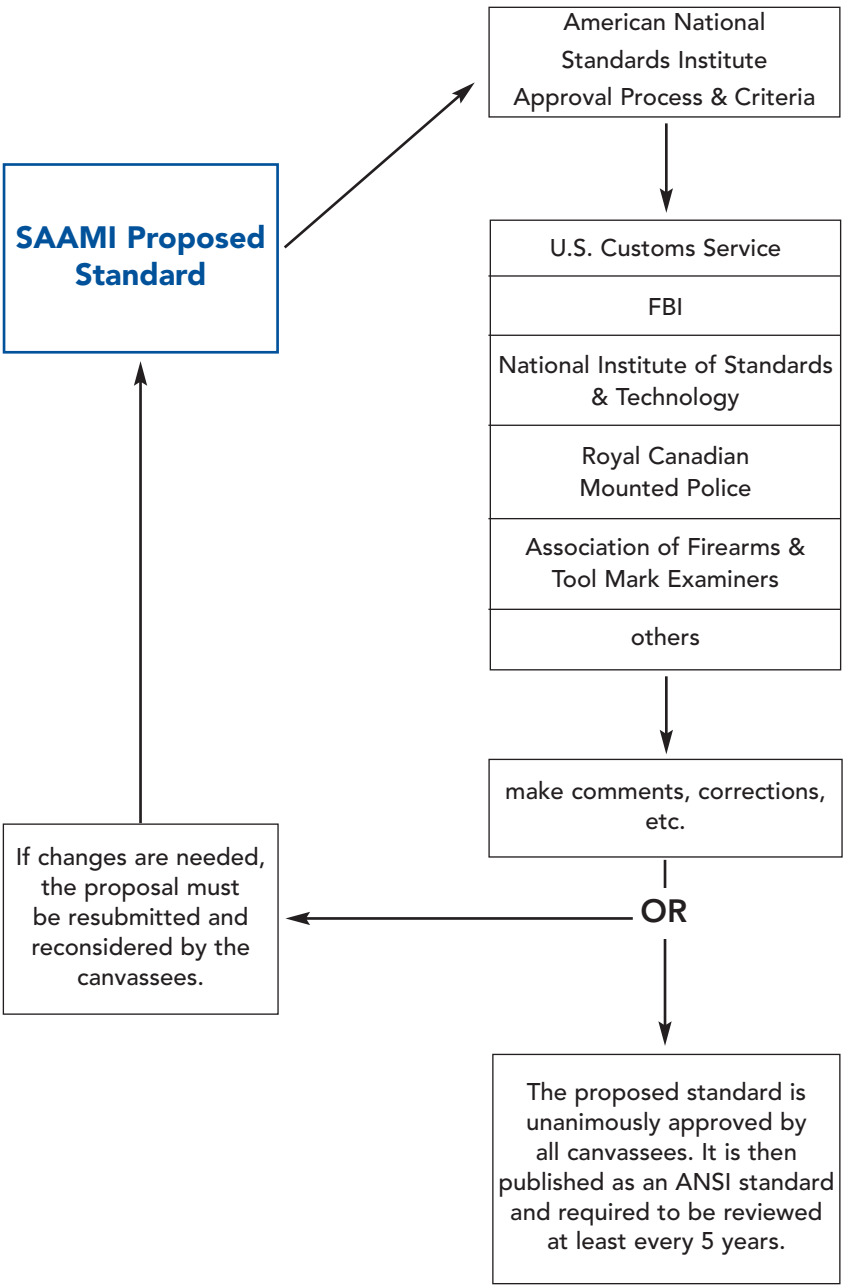 SAAMI Proposed
Standard
American National
Standards Institute
Approval Process & Criteria
U.S. Customs Service
FBI
National Institute of Standards
& Technology
Royal Canadian
Mounted Police
Association of Firearms &
Tool Mark Examiners
others
make comments, corrections,
etc.
OR
If changes are needed,
the proposal must
be resubmitted and
reconsidered by the
canvassees.
The proposed standard is
unanimously approved by
all canvassees. It is then
published as an ANSI standard
and required to be reviewed
at least every 5 years.